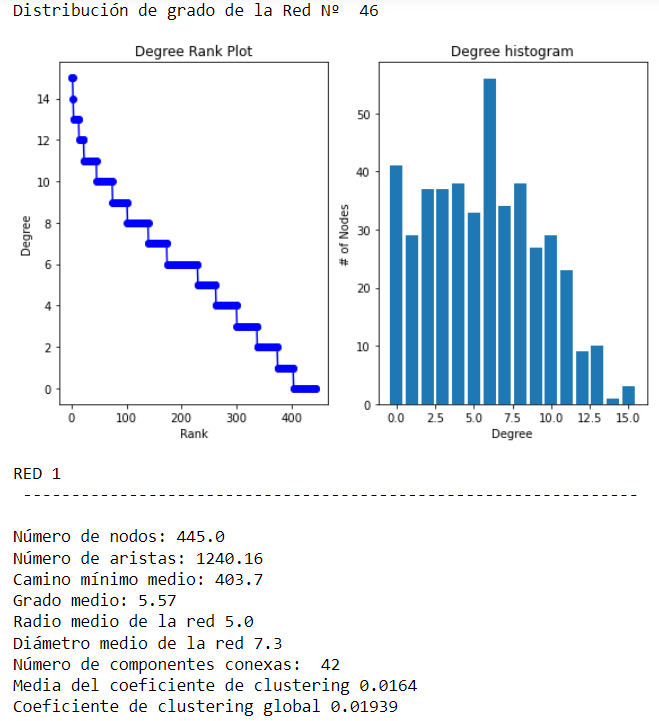 Distribución de grado de la Red Nº  46
Degree Rank Plot
14
12
10
8
6
4
2
0
Degree
0 100 200 300 400
Rank
Degree histogram
50
40
30
20
10
0
# of Nodes
0.0 2.5 5.0 7.5 10.0 12.5 15.0
Degree
RED 1
---------------------------------------------------------------
Número de nodos: 445.0
Número de aristas: 1240.16
Camino mínimo medio: 403.7
Grado medio: 5.57
Radio medio de la red 5.0
Diámetro medio de la red 7.3
Número de componentes conexas:  42
Media del coeficiente de clustering 0.0164
Coeficiente de clustering global 0.01939